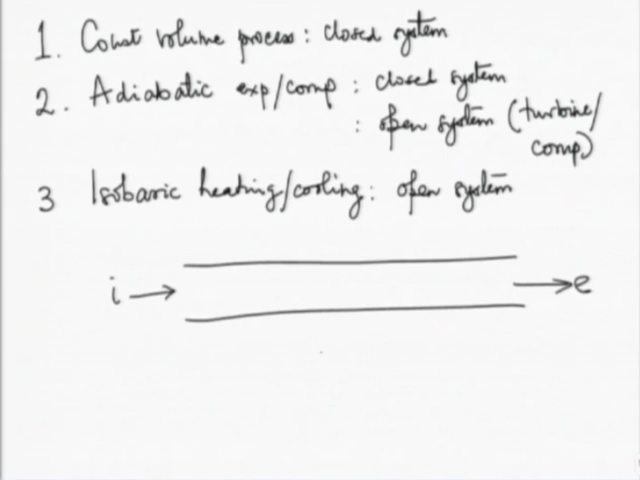 1. Const volume process : closed system
2. Adiabatic exp/comp : closed system
: open system (turbine/
comp)
3 Isobaric heating/cooling : open system
i → → e